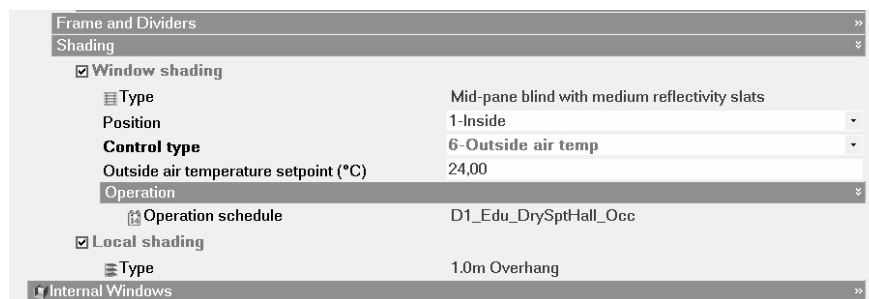 Frame and Dividers »
Shading
Window shading
Type Mid-pane blind with medium reflectivity slats
Position 1-Inside
Control type 6-Outside air temp
Outside air temperature setpoint (°C) 24,00
Operation
Operation schedule D1_Edu_DrySptHall_Occ
Local shading
Type 1.0m Overhang
Internal Windows »